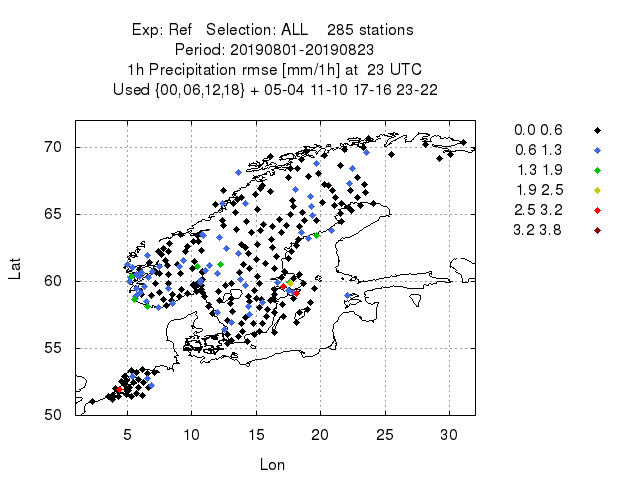 Exp: Ref   Selection: ALL    285 stations
Period: 20190801-20190823
1h Precipitation rmse [mm/1h] at  23 UTC
Used {00,06,12,18} + 05-04 11-10 17-16 23-22
0.0 0.6
0.6 1.3
1.3 1.9
1.9 2.5
2.5 3.2
3.2 3.8
70
65
60
55
50
Lat
5 10 15 20 25 30
Lon